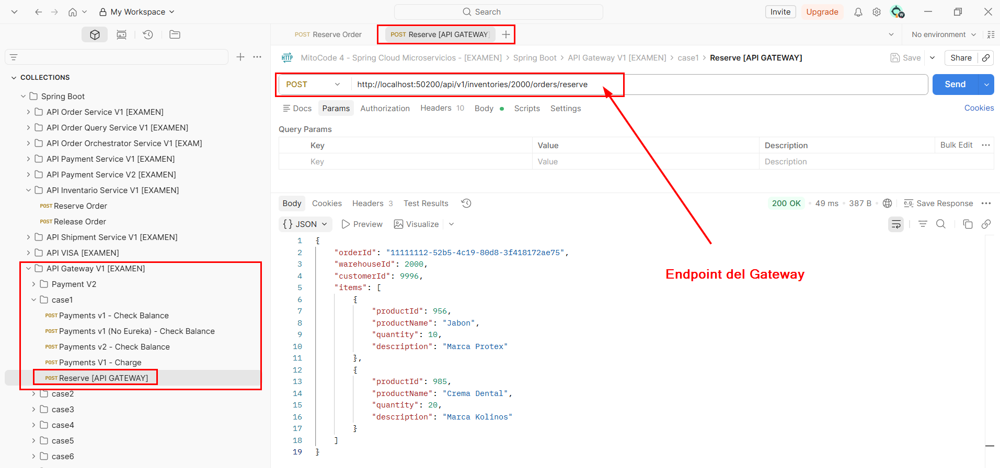 My Workspace
Search
Invite
Upgrade
COLLECTIONS
Spring Boot
API Order Service V1 [EXAMEN]
API Order Query Service V1 [EXAMEN]
API Order Orchestrator Service V1 [EXAM]
API Payment Service V1 [EXAMEN]
API Payment Service V2 [EXAMEN]
API Inventario Service V1 [EXAMEN]
POST Reserve Order
POST Release Order
API Shipment Service V1 [EXAMEN]
API VISA [EXAMEN]
API Gateway V1 [EXAMEN]
Payment V2
case1
POST Payments v1 - Check Balance
POST Payments v1 (No Eureka) - Check Balance
POST Payments v2 - Check Balance
POST Payments V1 - Charge
POST Reserve [API GATEWAY]
case2
case3
case4
case5
case6
POST Reserve Order
POST Reserve [API GATEWAY]
No environment
HTTP MitoCode 4 - Spring Cloud Microservicios - [EXAMEN] > Spring Boot > API Gateway V1 [EXAMEN] > case1 > Reserve [API GATEWAY]
Save
Share
POST http://localhost:50200/api/v1/inventories/2000/orders/reserve
Send
Docs Params Authorization Headers 10 Body Scripts Settings
Cookies
Query Params
Key Value Description Bulk Edit
Key Value Description
Body Cookies Headers 3 Test Results
200 OK 49 ms 387 B e.g. Save Response
{ } JSON Preview Visualize
1 {
2 "orderId": "11111112-52b5-4c19-80d8-3f418172ae75",
3 "warehouseId": 2000,
4 "customerId": 9996,
5 "items": [
6 {
7 "productId": 956,
8 "productName": "Jabon",
9 "quantity": 10,
10 "description": "Marca Protex"
11 },
12 {
13 "productId": 985,
14 "productName": "Crema Dental",
15 "quantity": 20,
16 "description": "Marca Kolinos"
17 }
18 ]
19 }
Endpoint del Gateway